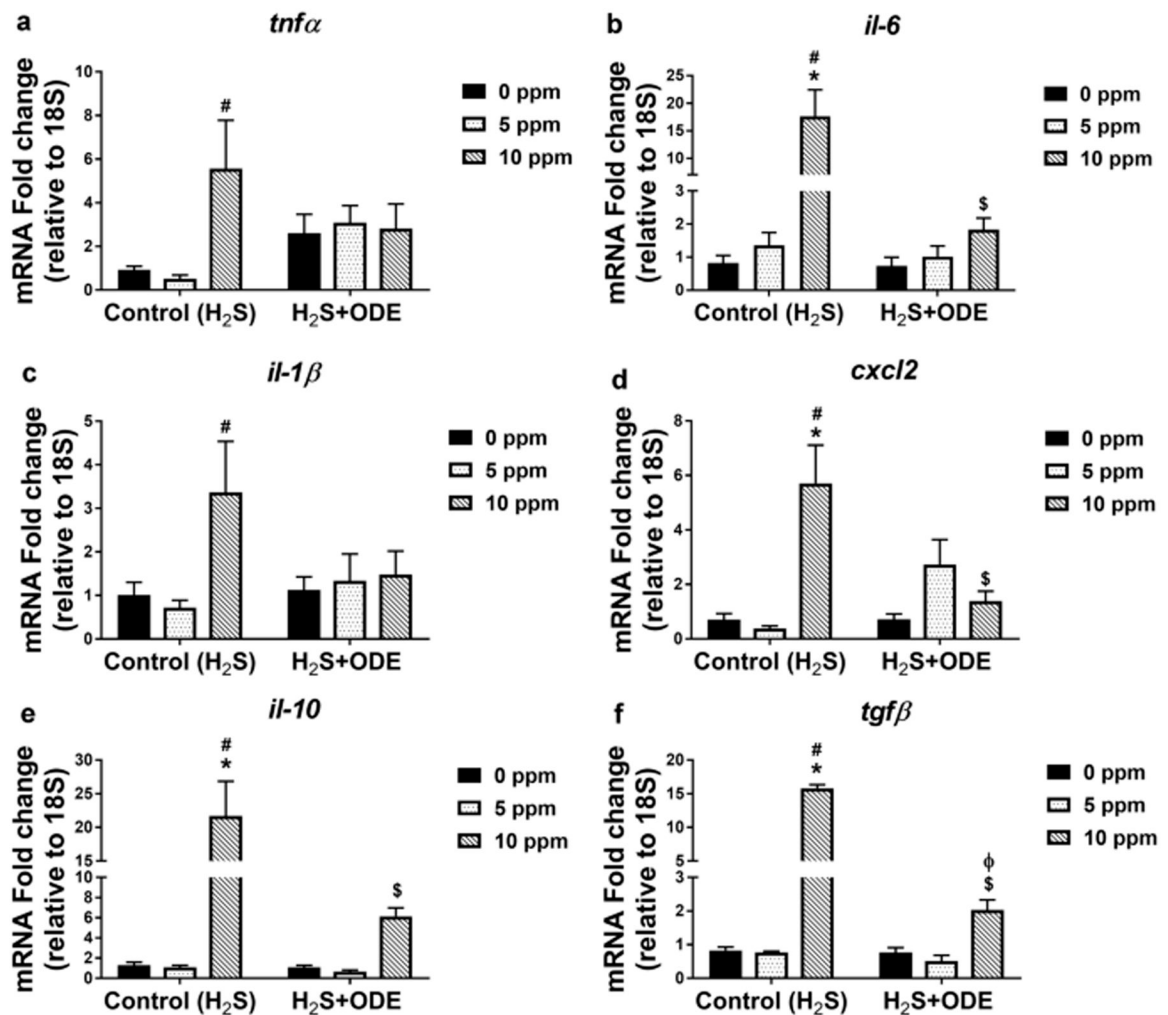 a
tnfα
mRNA Fold change
(relative to 18S)
10
8
6
4
2
0
#
Control (H₂S)
H₂S+ODE
0 ppm
5 ppm
10 ppm
b
il-6
mRNA Fold change
(relative to 18S)
25
20
15
10
5
3
2
1
0
#
*
$
Control (H₂S)
H₂S+ODE
0 ppm
5 ppm
10 ppm
c
il-1β
mRNA Fold change
(relative to 18S)
5
4
3
2
1
0
#
Control (H₂S)
H₂S+ODE
0 ppm
5 ppm
10 ppm
d
cxcl2
mRNA Fold change
(relative to 18S)
8
6
4
2
0
#
*
$
Control (H₂S)
H₂S+ODE
0 ppm
5 ppm
10 ppm
e
il-10
mRNA Fold change
(relative to 18S)
30
25
20
15
10
8
6
4
2
0
#
*
$
Control (H₂S)
H₂S+ODE
0 ppm
5 ppm
10 ppm
f
tgfβ
mRNA Fold change
(relative to 18S)
20
15
10
5
3
2
1
0
#
*
ϕ
$
Control (H₂S)
H₂S+ODE
0 ppm
5 ppm
10 ppm